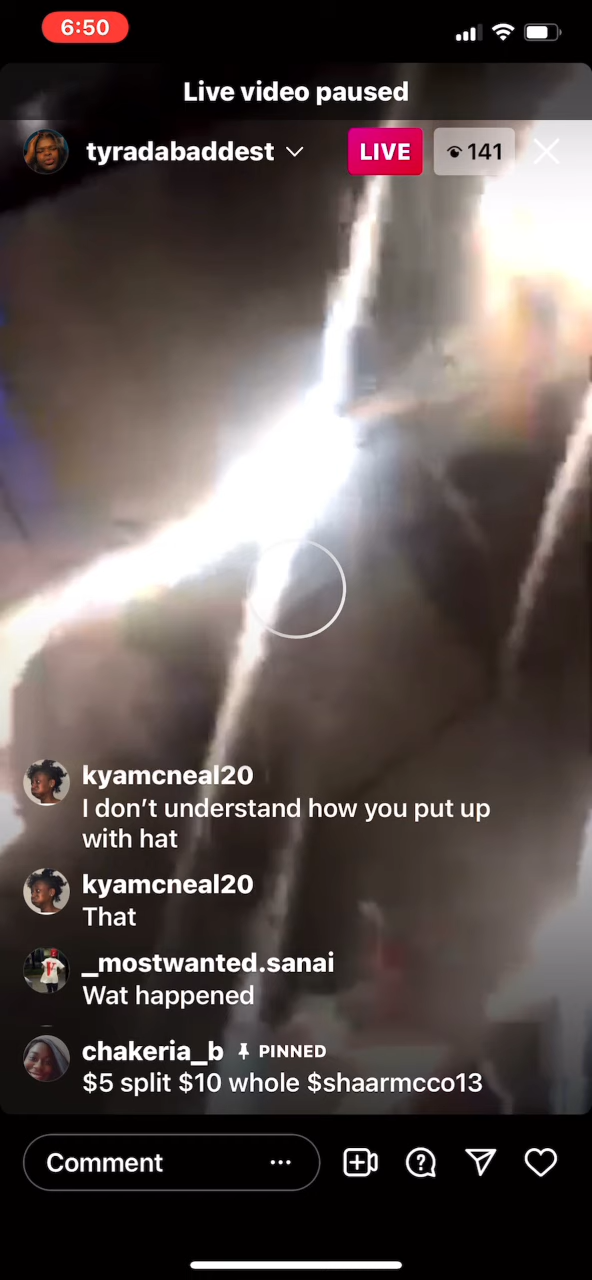 6:50
Live video paused
tyradabaddest
LIVE
141
kyamcneal20
I don't understand how you put up
with hat
kyamcneal20
That
_mostwanted.sanai
Wat happened
chakeria_b PINNED
$5 split $10 whole $shaarmcco13
Comment